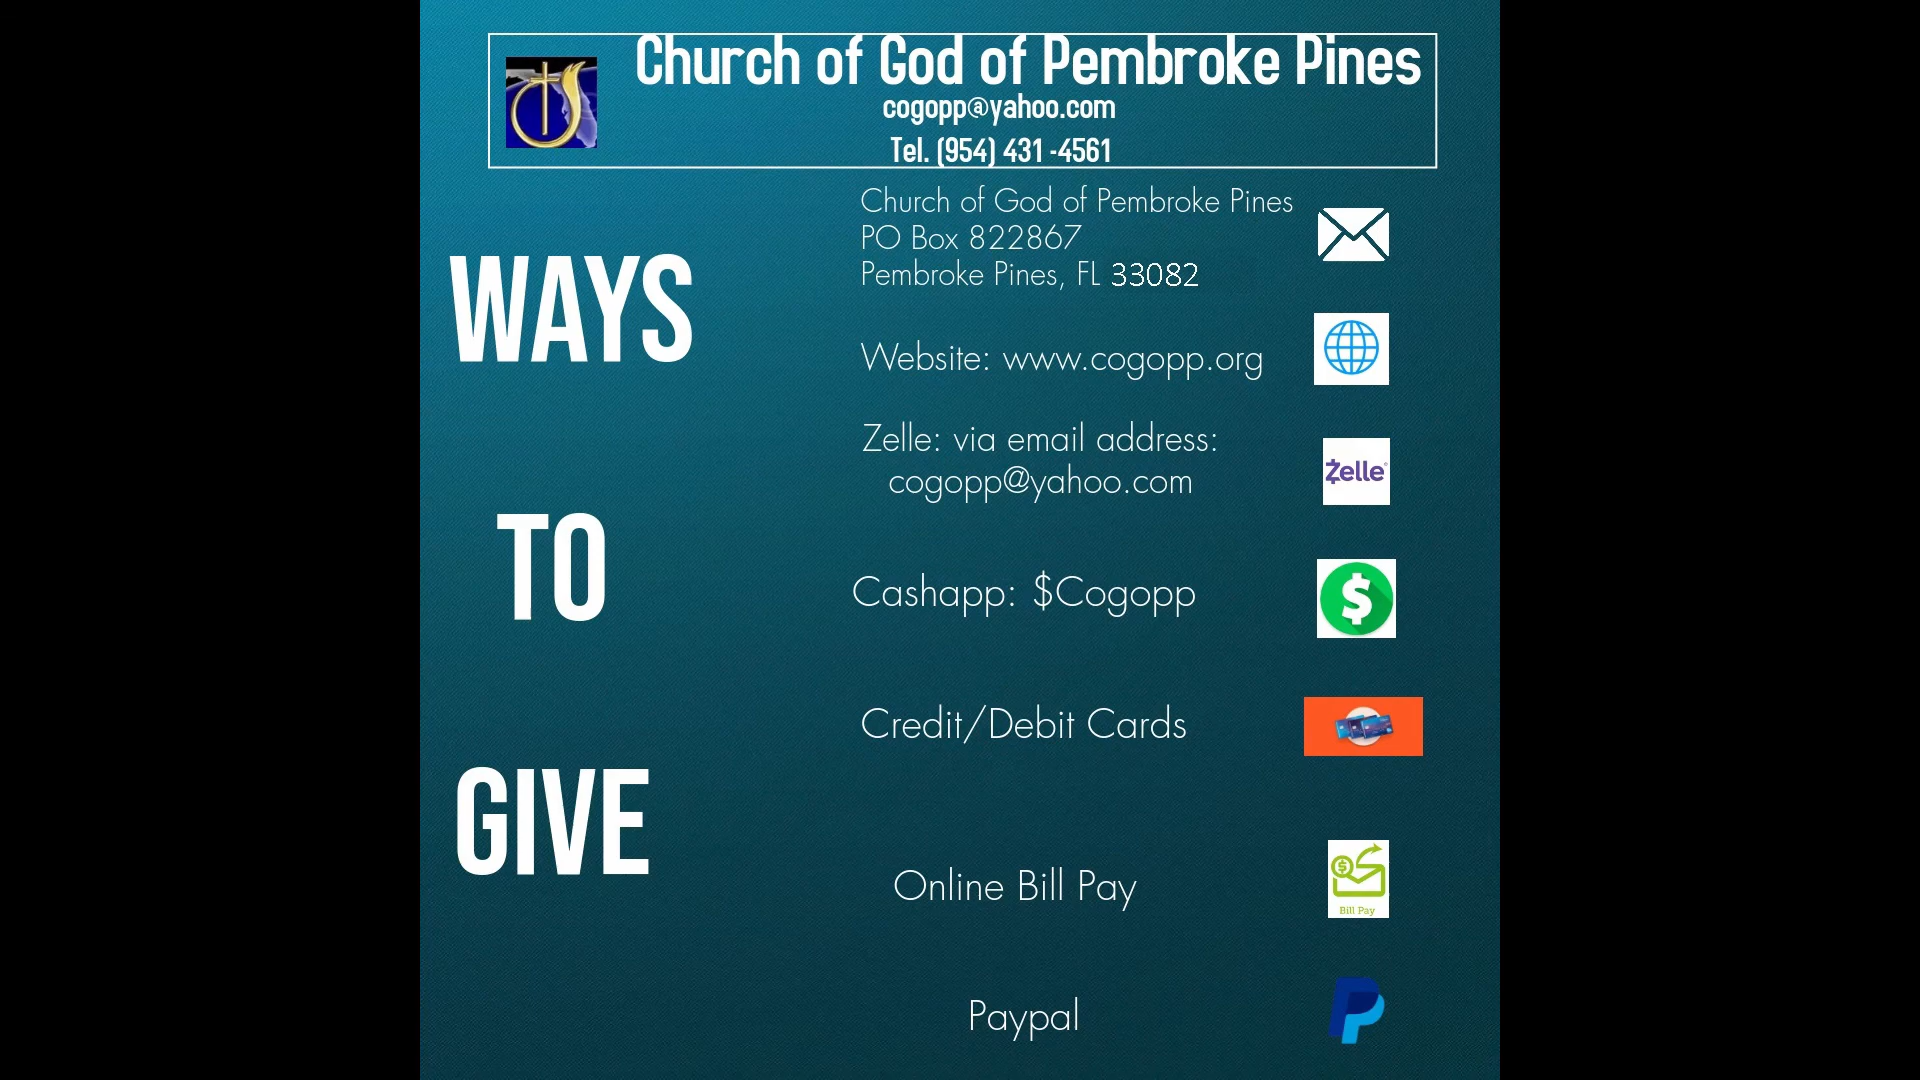 Church of God of Pembroke Pines
cogopp@yahoo.com
Tel. (954) 431 -4561
WAYS
TO
GIVE
Church of God of Pembroke Pines
PO Box 822867
Pembroke Pines, FL 33082
Website: www.cogopp.org
Zelle: via email address:
cogopp@yahoo.com
Zelle®
Cashapp: $Cogopp
Credit/Debit Cards
Online Bill Pay
Bill Pay
Paypal